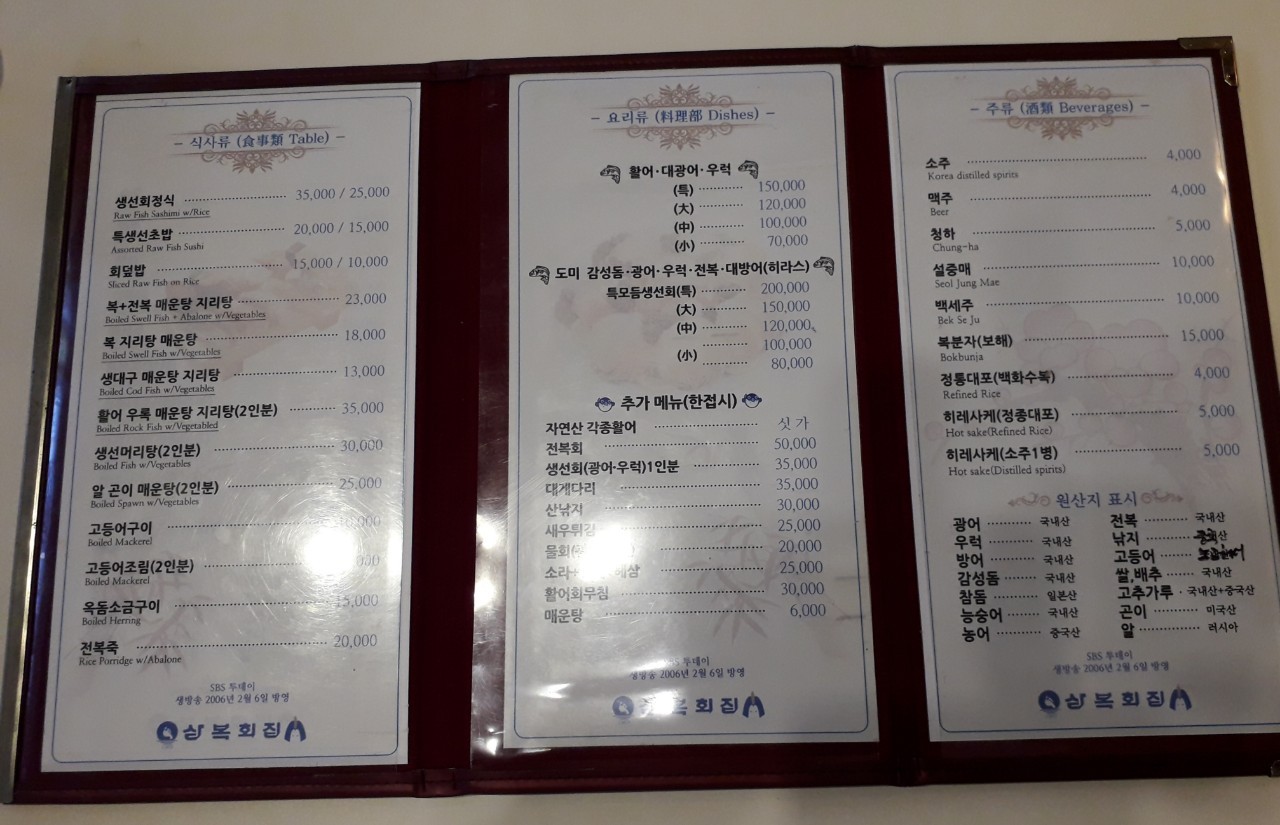 - 식사류 (食事類 Table) -
생선회정식 35,000 / 25,000
Raw Fish Sashimi w/Rice
특생선초밥 20,000 / 15,000
Assorted Raw Fish Sushi
회덮밥 15,000 / 10,000
Sliced Raw Fish on Rice
복+전복 매운탕 지리탕 23,000
Boiled Swell Fish + Abalone w/Vegetables
복 지리탕 매운탕 18,000
Boiled Swell Fish w/Vegetables
생대구 매운탕 지리탕 13,000
Boiled God Fish w/Vegetables
활어 우록 매운탕 지리탕(2인분) 35,000
Boiled Rock Fish w/Vegetabled
생선머리탕(2인분) 30,000
Boiled Fish w/Vegetables
알 곤이 매운탕(2인분) 25,000
Boiled Spawn w/Vegetables
고등어구이
Boiled Mackerel
고등어조림(2인분)
Boiled Mackerel
옥돔소금구이 15,000
Boiled Herring
전복죽 20,000
Rice Porridge w/Abalone
SBS 투데이
생방송 2006년 2월 6일 방영
삼복회집
- 요리류 (料理部 Dishes) -
활어·대광어·우럭
(特) 150,000
(大) 120,000
(中) 100,000
(小) 70,000
도미 감성돔·광어·우럭·전복·대방어(히라스)
특모듬생선회(특) 200,000
(大) 150,000
(中) 120,000
(小) 100,000
80,000
추가 메뉴(한접시)
자연산 각종활어 싯가
전복회 50,000
생선회(광어·우럭)1인분 35,000
대게다리 35,000
산낚지 30,000
새우튀김 25,000
물회 20,000
소라+ 해삼 25,000
활어회무침 30,000
매운탕 6,000
SBS 투데이
생방송 2006년 2월 6일 방영
삼복회집
- 주류 (酒類 Beverages) -
소주 4,000
Korea distilled spirits
맥주 4,000
Beer
청하 5,000
Chung-ha
설중매 10,000
Seol Jung Mae
백세주 10,000
Bek Se Ju
복분자(보해) 15,000
Bokbunja
정통대포(백화수복) 4,000
Refined Rice
히레사케(정종대포) 5,000
Hot sake(Refined Rice)
히레사케(소주1병) 5,000
Hot sake(Distilled spirits)
원산지 표시
광어 국내산 전복 국내산
우럭 국내산 낚지
방어 국내산 고등어
감성돔 국내산 쌀,배추 국내산
참돔 일본산 고추가루 국내산+중국산
능숭어 국내산 곤이 미국산
농어 중국산 알 러시아
SBS 투데이
생방송 2006년 2월 6일 방영
삼복회집